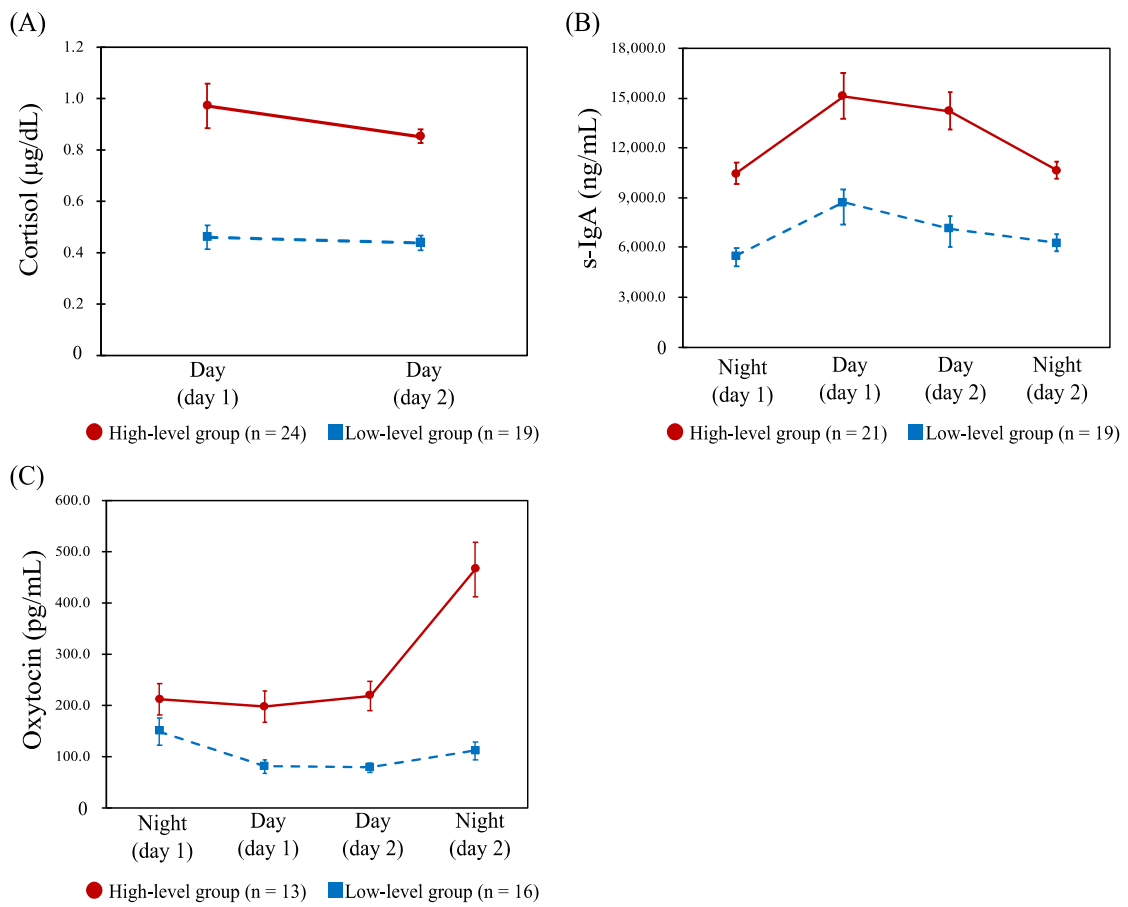 (A)
1.2
1.0
0.8
0.6
0.4
0.2
0
Cortisol (μg/dL)
Day
(day 1)
Day
(day 2)
High-level group (n = 24)
Low-level group (n = 19)
(B)
18,000.0
15,000.0
12,000.0
9,000.0
6,000.0
3,000.0
0
s-IgA (ng/mL)
Night
(day 1)
Day
(day 1)
Day
(day 2)
Night
(day 2)
High-level group (n = 21)
Low-level group (n = 19)
(C)
600.0
500.0
400.0
300.0
200.0
100.0
0
Oxytocin (pg/mL)
Night
(day 1)
Day
(day 1)
Day
(day 2)
Night
(day 2)
High-level group (n = 13)
Low-level group (n = 16)